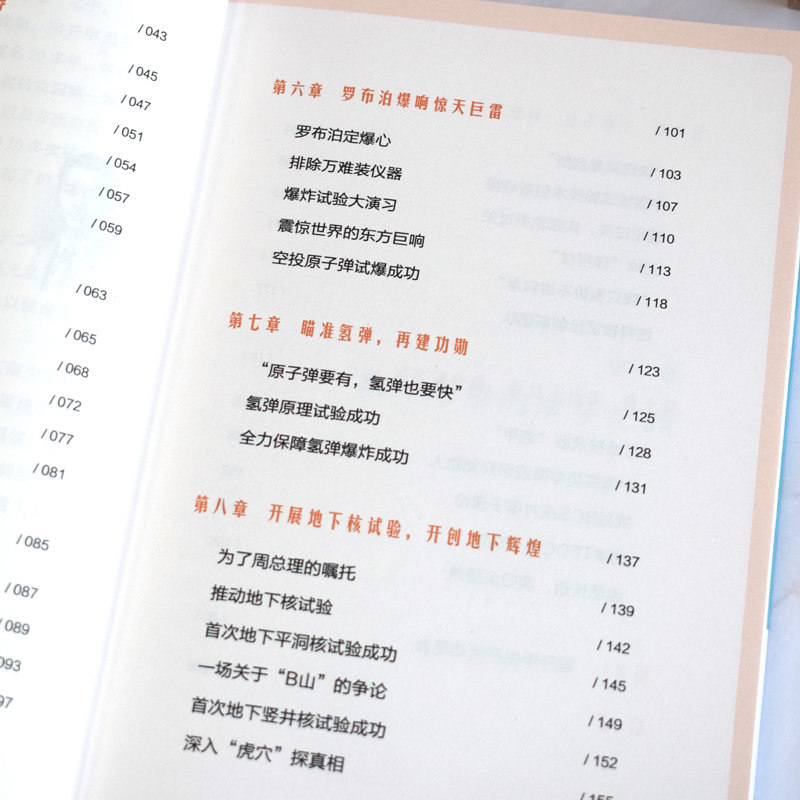 / 043
/ 045
/ 047
/ 051
/ 054
/ 057
/ 059
/ 063
/ 065
/ 068
/ 072
/ 077
/ 081
/ 085
/ 087
/ 089
093
97
第六章 罗布泊爆响惊天巨雷 / 101
罗布泊定爆心 / 103
排除万难装仪器 / 107
爆炸试验大演习 / 110
震惊世界的东方巨响 / 113
空投原子弹试爆成功 / 118
第七章 瞄准氢弹，再建功勋 / 123
“原子弹要有，氢弹也要快” / 125
氢弹原理试验成功 / 128
全力保障氢弹爆炸成功 / 131
第八章 开展地下核试验，开创地下辉煌 / 137
为了周总理的嘱托 / 139
推动地下核试验 / 142
首次地下平洞核试验成功 / 145
一场关于“B山”的争论 / 149
首次地下竖井核试验成功 / 152
深入“虎穴”探真相 / 155